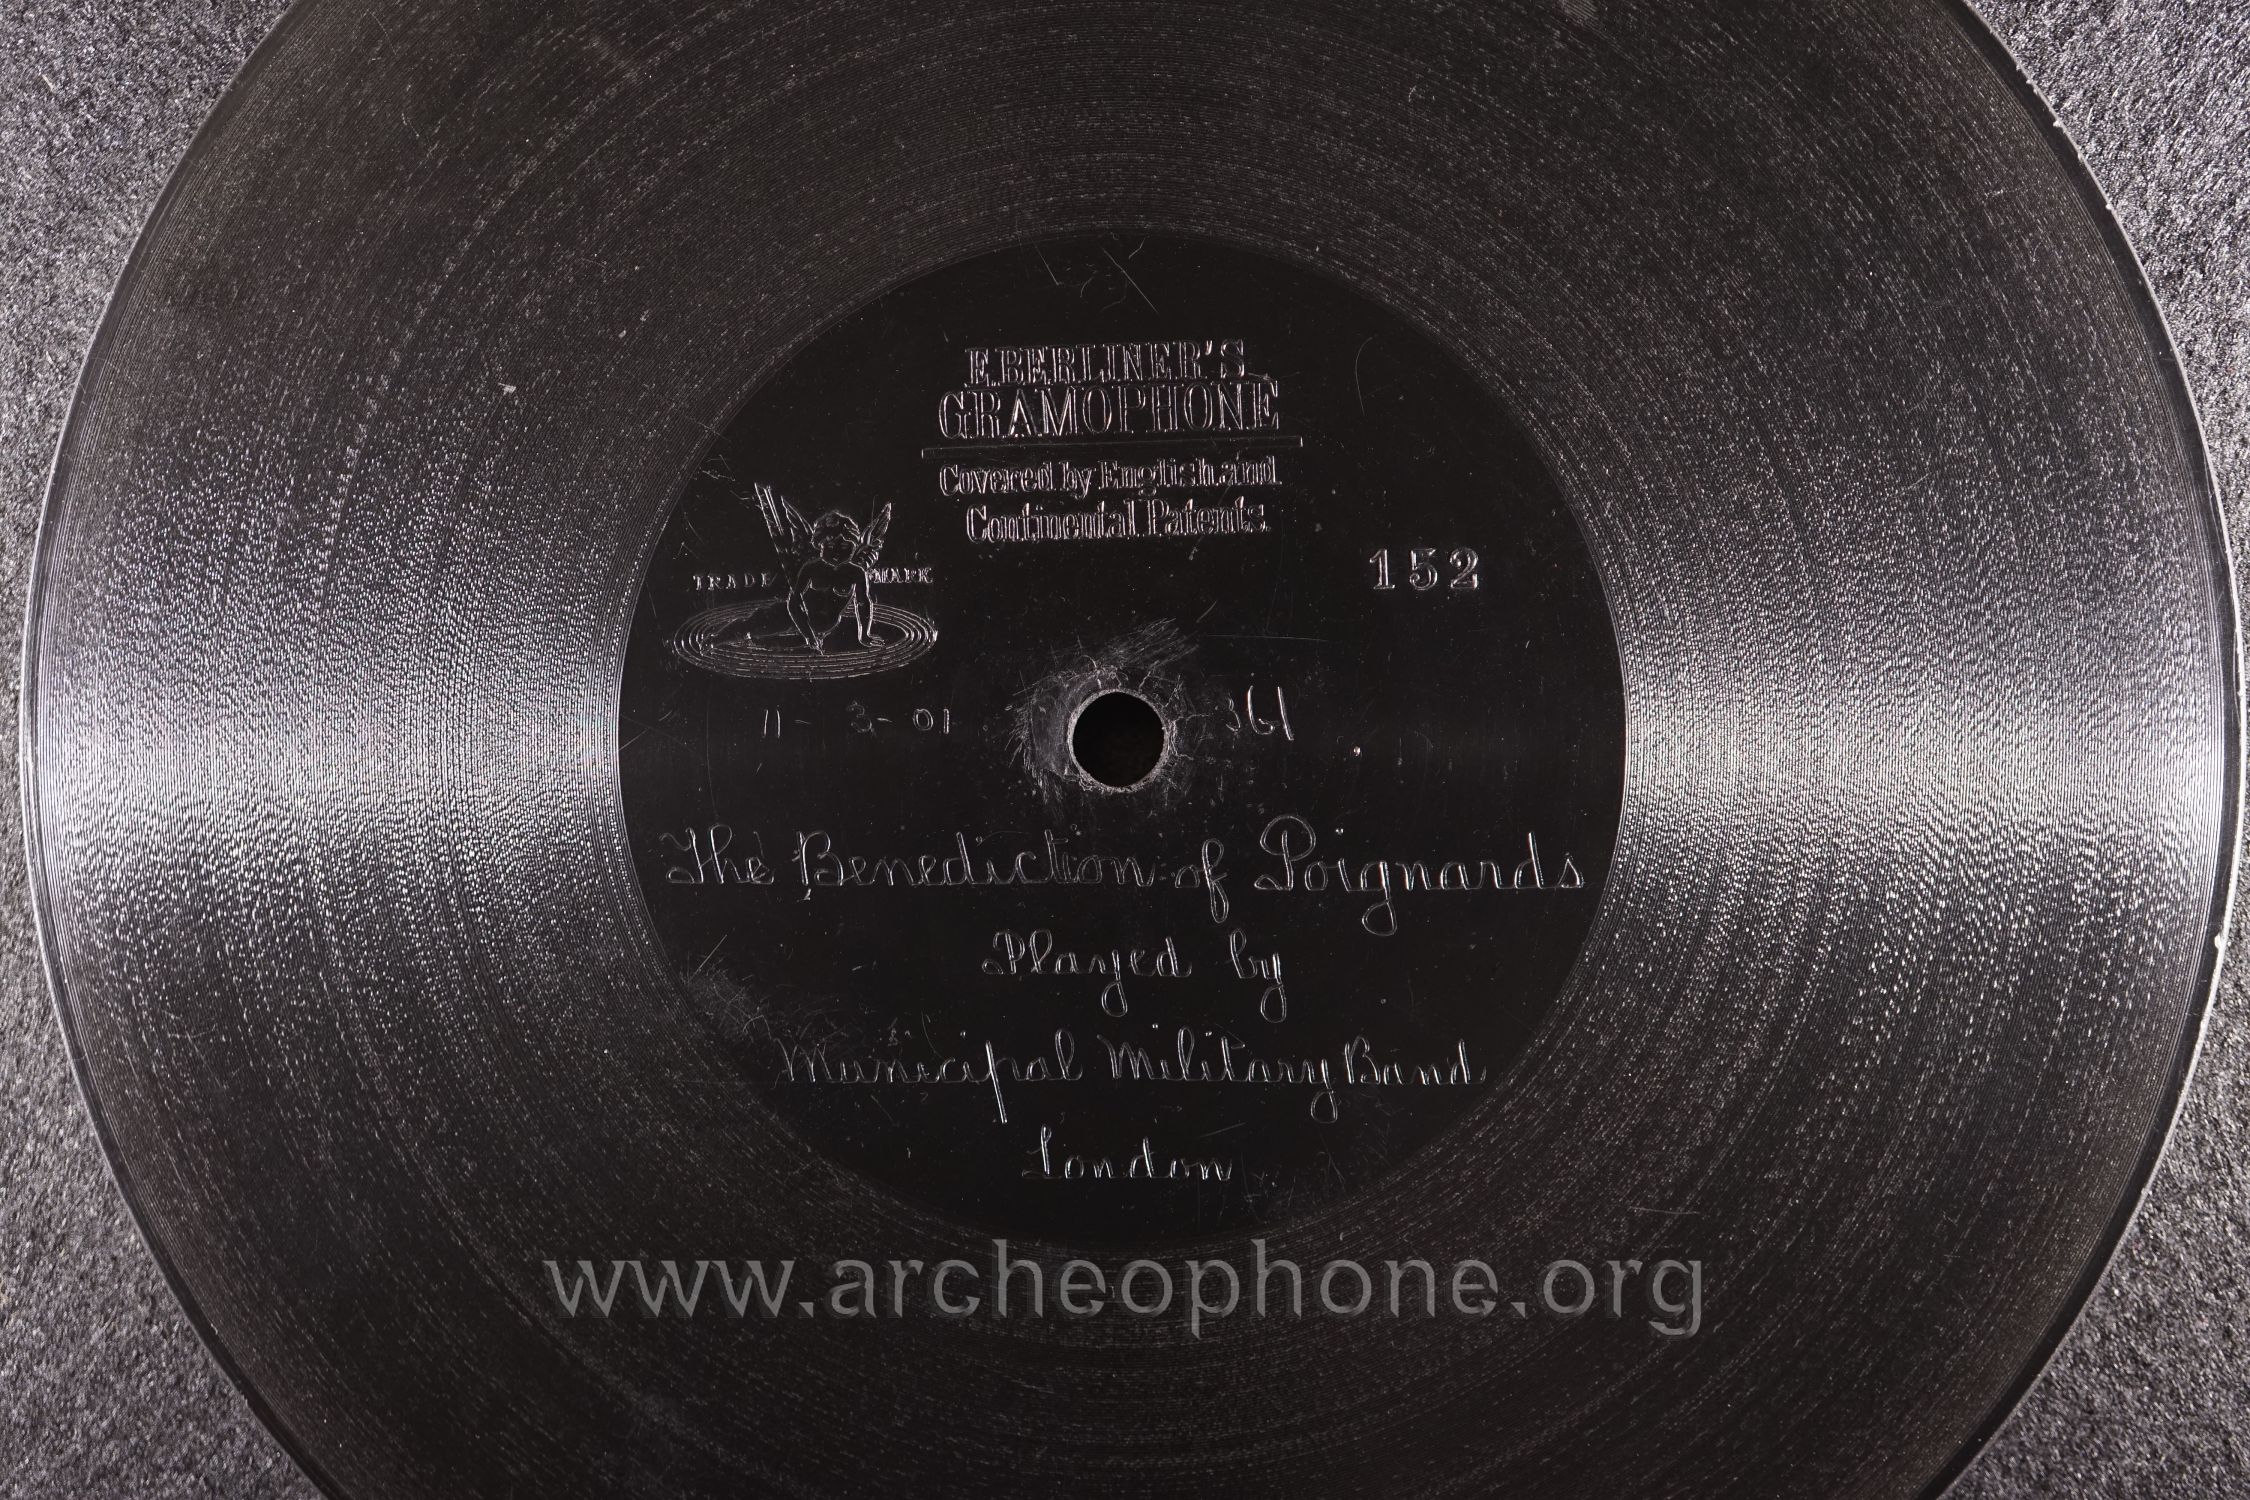 E. BERLINER'S
GRAMOPHONE
Covered by English and
Continental Patents.
TRADE MARK
152
11-3-01 361
The Benediction of Poignards
Played by
Municipal Military Band
London
www.archeophone.org